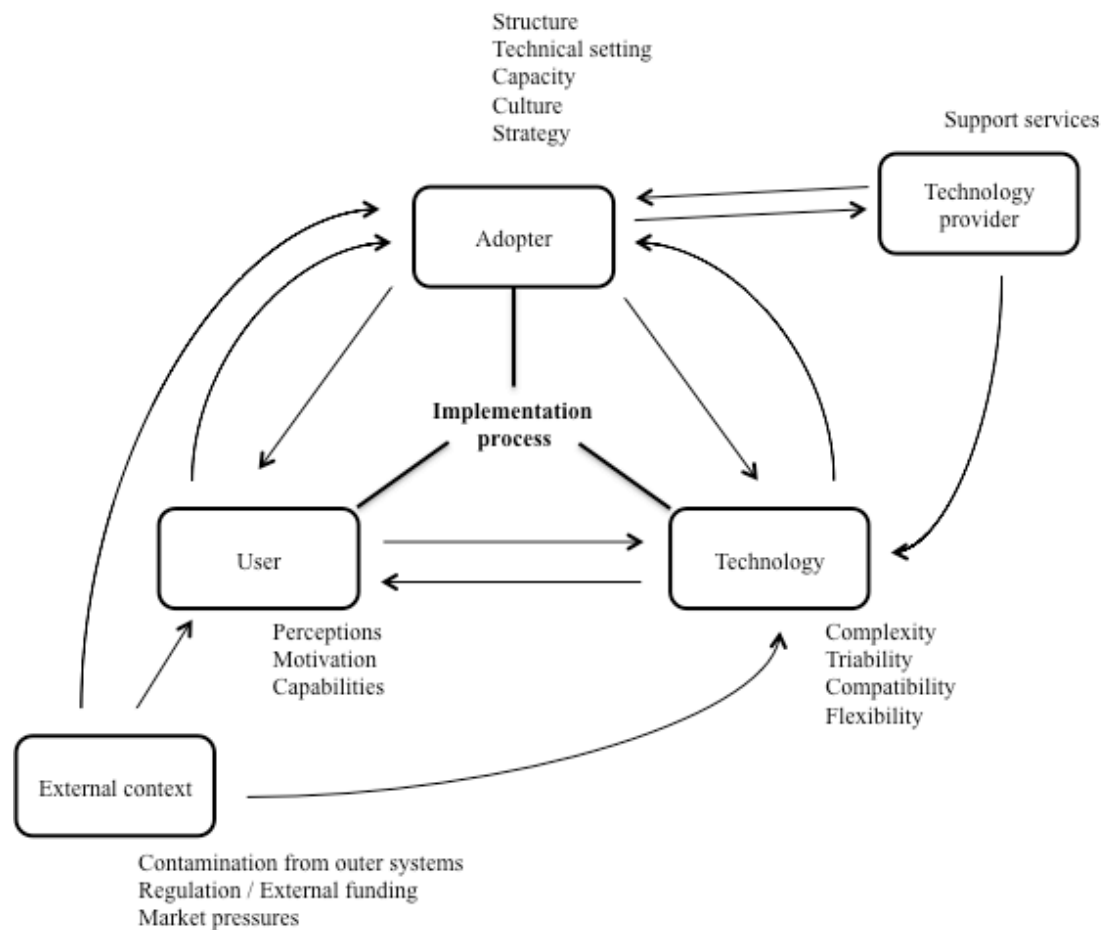 Structure
Technical setting
Capacity
Culture
Strategy
Support services
Technology
provider
Adopter
Implementation
process
User
Technology
Perceptions
Motivation
Capabilities
Complexity
Triability
Compatibility
Flexibility
External context
Contamination from outer systems
Regulation / External funding
Market pressures